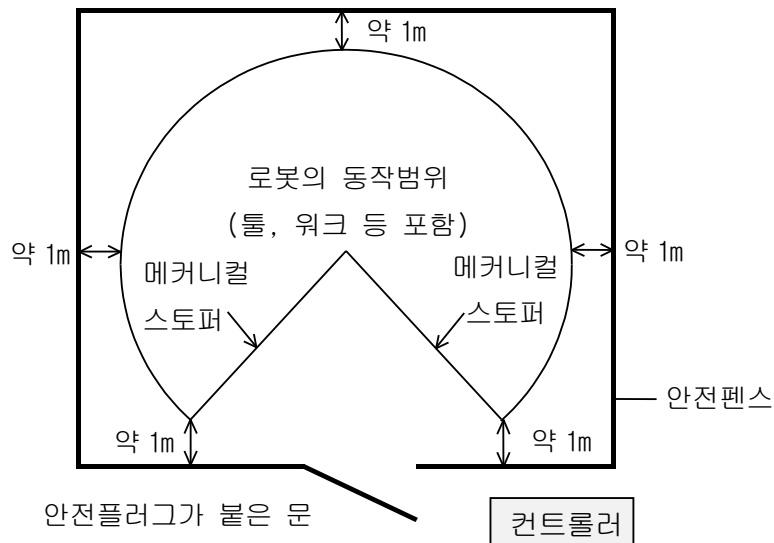 약 1m
로봇의 동작범위
(툴, 워크 등 포함)
약 1m
약 1m
메커니컬
스토퍼
메커니컬
스토퍼
안전펜스
약 1m
약 1m
안전플러그가 붙은 문
컨트롤러